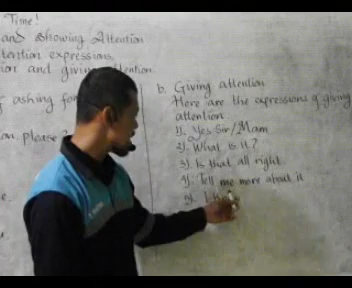 Time!
and showing Attention
tention expressions,
ion and giving attention.
asking for
on please?
b. Giving attention
Here are the expressions of giving
attention
1). Yes Sir/Mam
2). What is it?
3). Is that all right
4). Tell me more about it
5). I